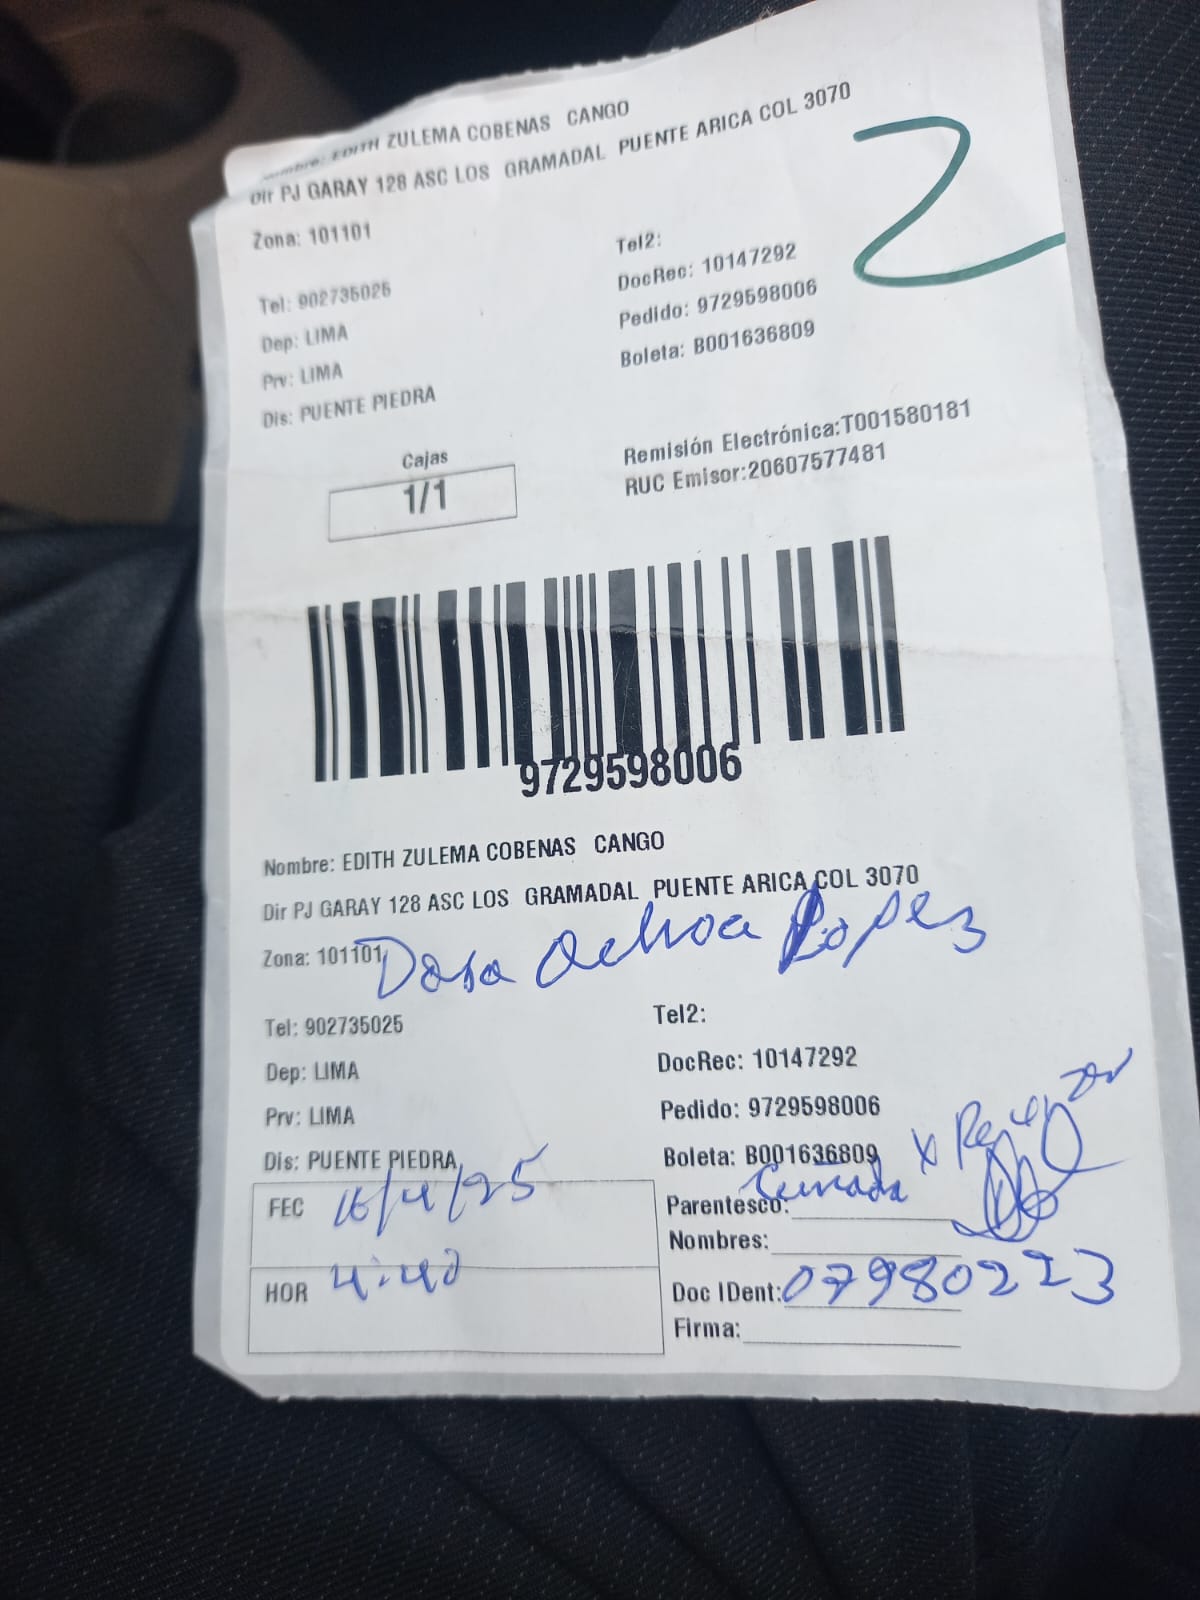 Nombre: EDITH ZULEMA COBENAS CANGO
Dir PJ GARAY 128 ASC LOS GRAMADAL PUENTE ARICA COL 3070
2
Zona: 101101
Tel2:
Tel: 902735025
DocRec: 10147292
Dep: LIMA
Pedido: 9729598006
Prv: LIMA
Boleta: B001636809
Dis: PUENTE PIEDRA
Cajas
1/1
Remisión Electrónica:T001580181
RUC Emisor:20607577481
9729598006
Nombre: EDITH ZULEMA COBENAS CANGO
Dir PJ GARAY 128 ASC LOS GRAMADAL PUENTE ARICA COL 3070
Zona: 101101
Ochoa Lopez
Tel: 902735025
Tel2:
Dep: LIMA
DocRec: 10147292
Prv: LIMA
Pedido: 9729598006
Dis: PUENTE PIEDRA
Boleta: B001636809
FEC 16/4/25
Parentesco: Cuñada
Nombres:
HOR 4:40
Doc IDent: 07980223
Firma: